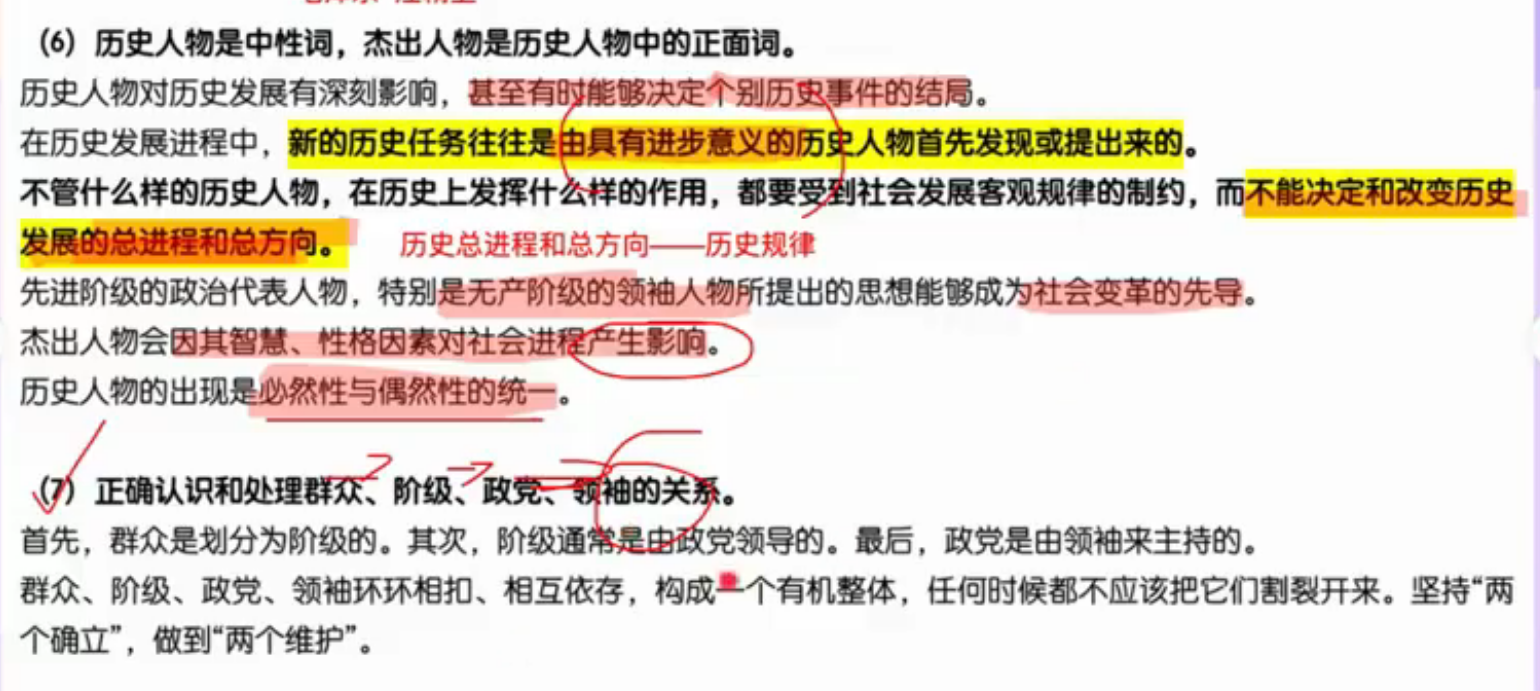 (6)历史人物是中性词，杰出人物是历史人物中的正面词。
历史人物对历史发展有深刻影响，甚至有时能够决定个别历史事件的结局。
在历史发展进程中，新的历史任务往往是由具有进步意义的历史人物首先发现或提出来的。
不管什么样的历史人物，在历史上发挥什么样的作用，都要受到社会发展客观规律的制约，而不能决定和改变历史
发展的总进程和总方向。 历史总进程和总方向——历史规律
先进阶级的政治代表人物，特别是无产阶级的领袖人物所提出的思想能够成为社会变革的先导。
杰出人物会因其智慧、性格因素对社会进程产生影响。
历史人物的出现是必然性与偶然性的统一。
(7)正确认识和处理群众、阶级、政党、领袖的关系。
首先，群众是划分为阶级的。其次，阶级通常是由政党领导的。最后，政党是由领袖来主持的。
群众、阶级、政党、领袖环环相扣、相互依存，构成一个有机整体，任何时候都不应该把它们割裂开来。坚持“两
个确立”，做到“两个维护”。